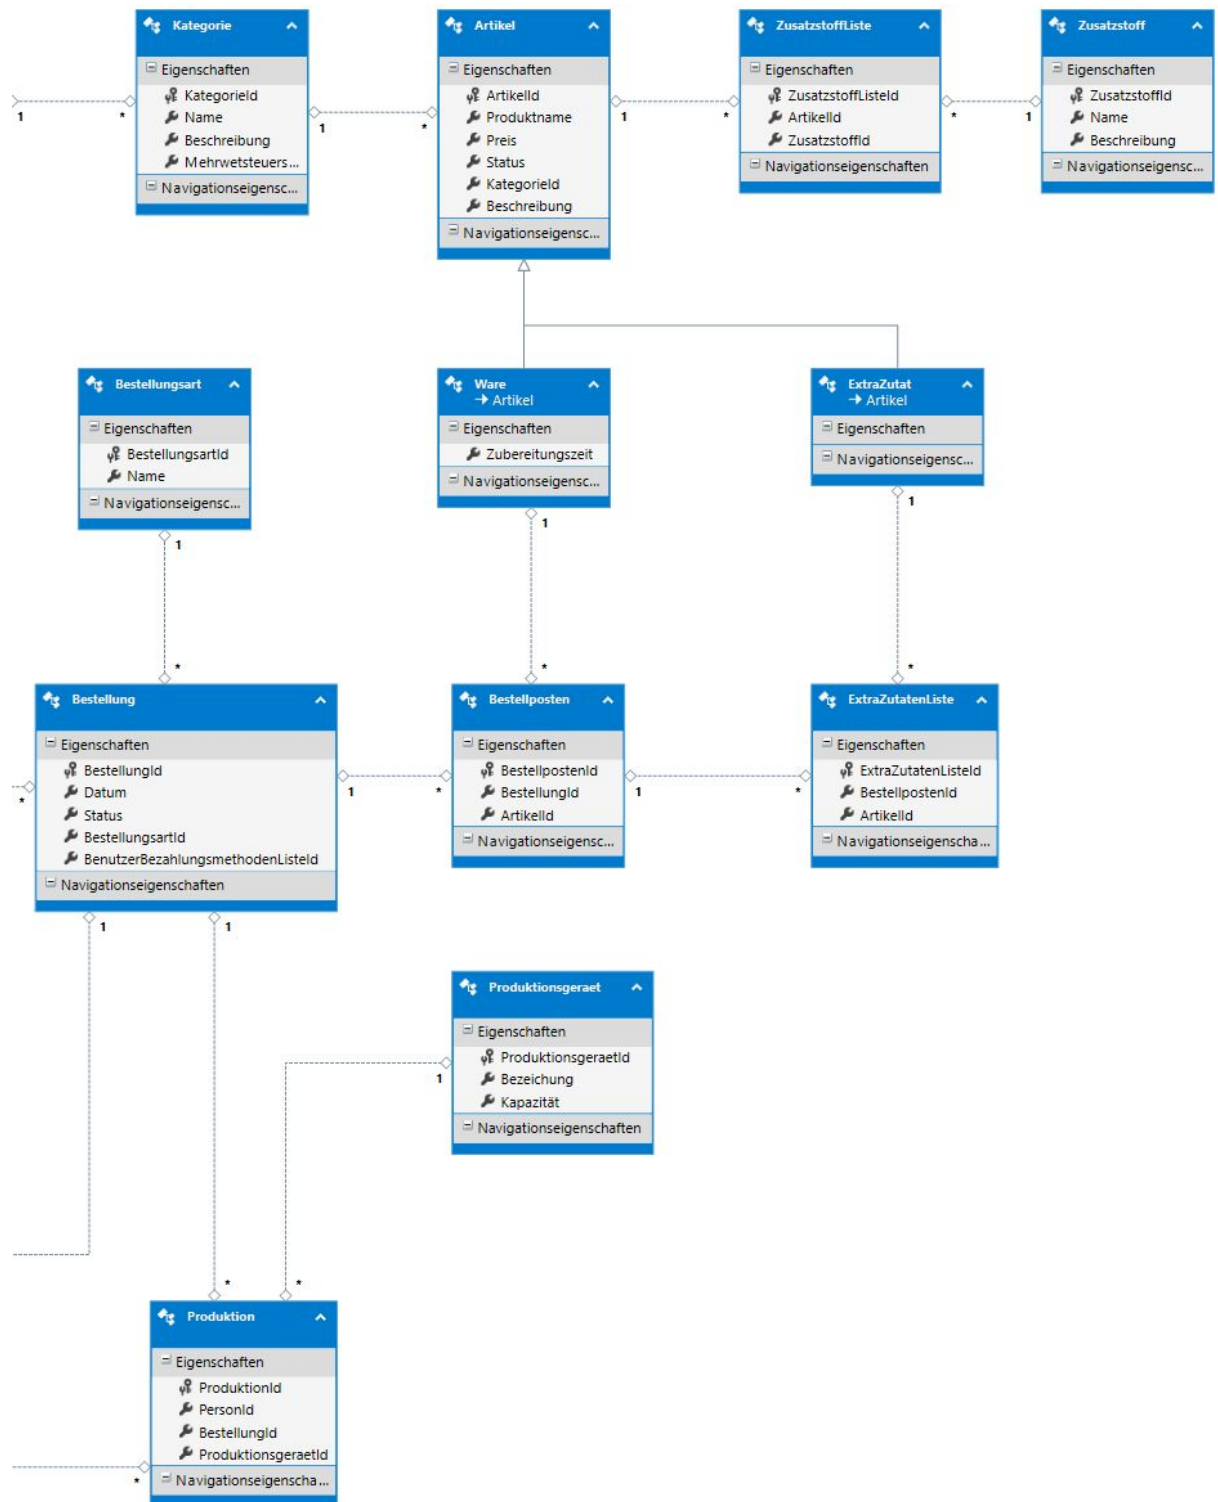 Kategorie
Eigenschaften
KategorieId
Name
Beschreibung
Mehrwetsteuers...
Navigationseigensc...
Artikel
Eigenschaften
ArtikelId
Produktname
Preis
Status
KategorieId
Beschreibung
Navigationseigensc...
ZusatzstoffListe
Eigenschaften
ZusatzstoffListeId
ArtikelId
ZusatzstoffId
Navigationseigenschaften
Zusatzstoff
Eigenschaften
ZusatzstoffId
Name
Beschreibung
Navigationseigensc...
1
*
1
*
1
*
*
1
Bestellungsart
Eigenschaften
BestellungsartId
Name
Navigationseigensc...
Ware
Artikel
Eigenschaften
Zubereitungszeit
Navigationseigensc...
ExtraZutat
Artikel
Eigenschaften
Navigationseigensc...
1
1
1
*
*
*
Bestellung
Eigenschaften
BestellungId
Datum
Status
BestellungsartId
BenutzerBezahlungsmethodenListeId
Navigationseigenschaften
Bestellposten
Eigenschaften
BestellpostenId
BestellungId
ArtikelId
Navigationseigensc...
ExtraZutatenListe
Eigenschaften
ExtraZutatenListeId
BestellpostenId
ArtikelId
Navigationseigenscha...
*
1
*
1
*
1
1
Produktionsgeraet
Eigenschaften
ProduktionsgeraetId
Bezeichung
Kapazität
Navigationseigenschaften
1
*
*
Produktion
Eigenschaften
ProduktionId
PersonId
BestellungId
ProduktionsgeraetId
Navigationseigenscha...
*